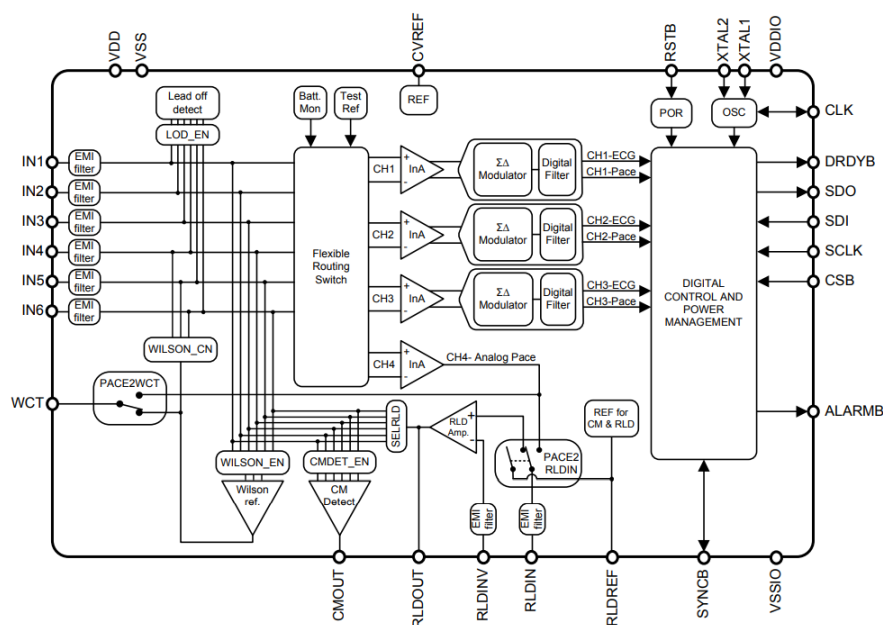 VDD
VSS
CVREF
RSTB
XTAL2
XTAL1
VDDIO
Lead off
detect
LOD_EN
Batt.
Mon
Test
Ref
REF
POR
OSC
CLK
IN1
EMI
filter
IN2
EMI
filter
IN3
EMI
filter
IN4
EMI
filter
IN5
EMI
filter
IN6
EMI
filter
Flexible
Routing
Switch
CH1
+
-
InA
ΣΔ
Modulator
Digital
Filter
CH1-ECG
CH1-Pace
CH2
+
-
InA
ΣΔ
Modulator
Digital
Filter
CH2-ECG
CH2-Pace
CH3
+
-
InA
ΣΔ
Modulator
Digital
Filter
CH3-ECG
CH3-Pace
CH4
+
-
InA
CH4- Analog Pace
DIGITAL
CONTROL AND
POWER
MANAGEMENT
DRDYB
SDO
SDI
SCLK
CSB
ALARMB
WILSON_CN
PACE2WCT
WCT
WILSON_EN
CMDET_EN
SELRLD
RLD
Amp.
+
-
REF for
CM & RLD
PACE2
RLDIN
Wilson
ref.
CM
Detect
EMI
filter
EMI
filter
CMOUT
RLDOUT
RLDINV
RLDIN
RLDREF
SYNCB
VSSIO